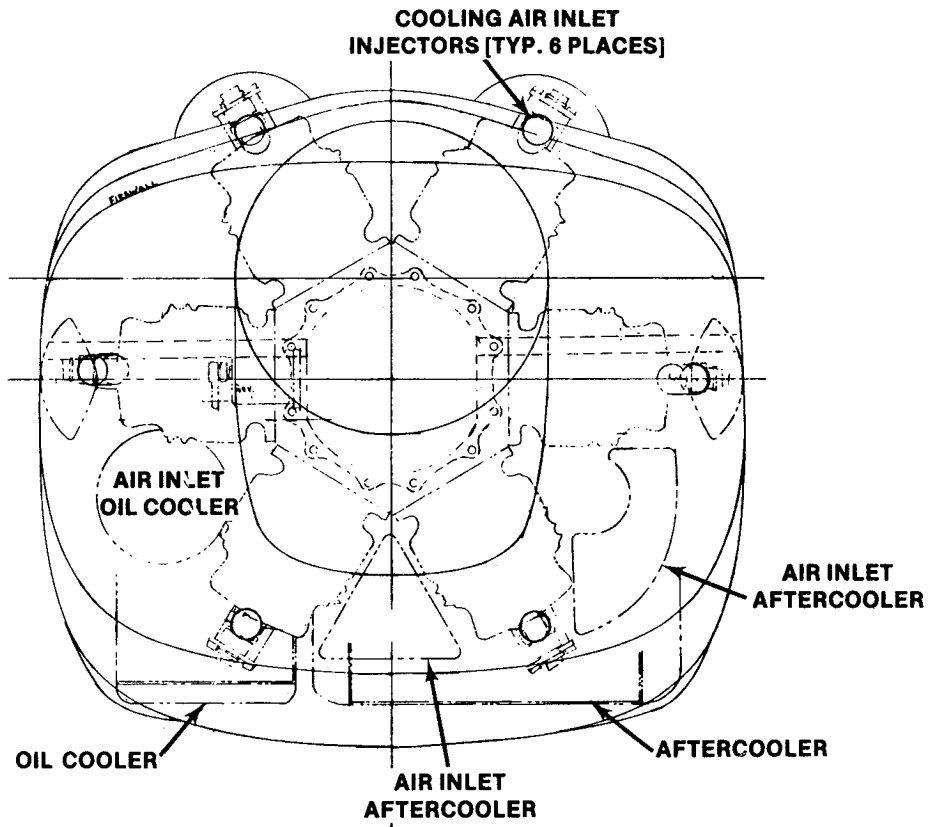 COOLING AIR INLET
INJECTORS [TYP. 6 PLACES]
FIREWALL
AIR INLET
OIL COOLER
AIR INLET
AFTERCOOLER
OIL COOLER
AFTERCOOLER
AIR INLET
AFTERCOOLER